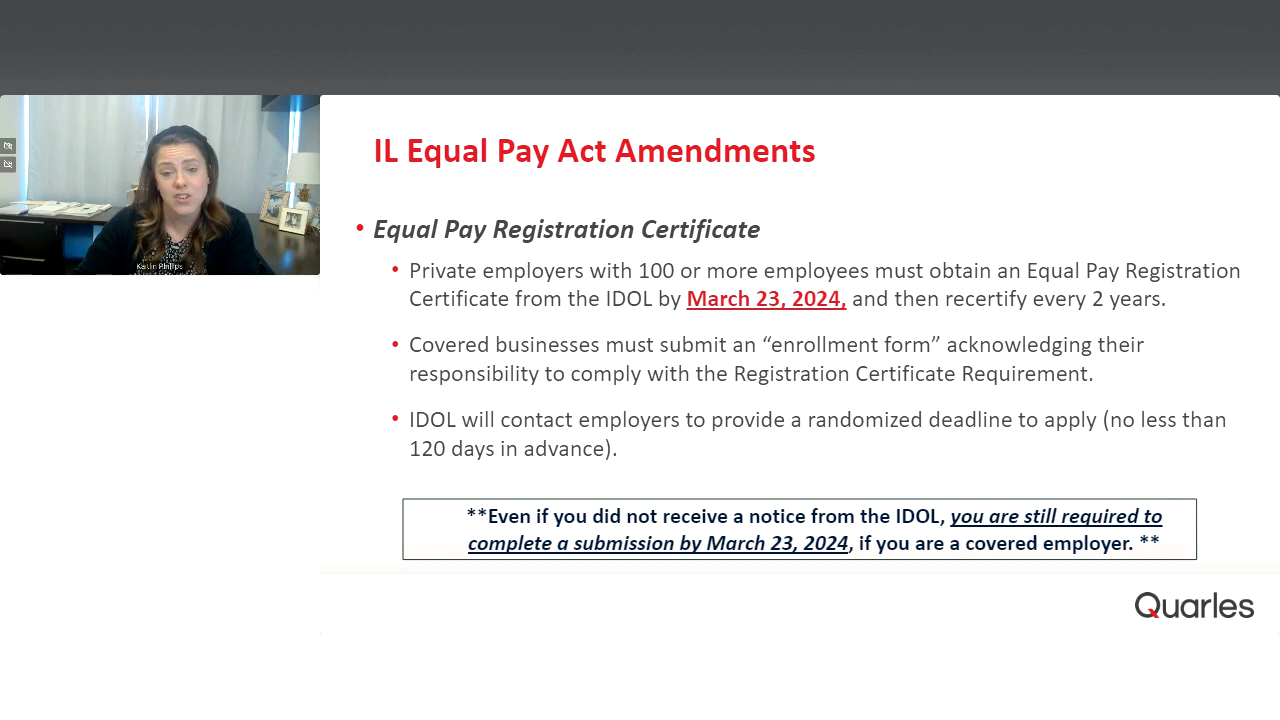 IL Equal Pay Act Amendments
• Equal Pay Registration Certificate
• Private employers with 100 or more employees must obtain an Equal Pay Registration
Certificate from the IDOL by March 23, 2024, and then recertify every 2 years.
• Covered businesses must submit an “enrollment form” acknowledging their
responsibility to comply with the Registration Certificate Requirement.
• IDOL will contact employers to provide a randomized deadline to apply (no less than
120 days in advance).
**Even if you did not receive a notice from the IDOL, you are still required to
complete a submission by March 23, 2024, if you are a covered employer. **
Kaitlin Phillips
Quarles